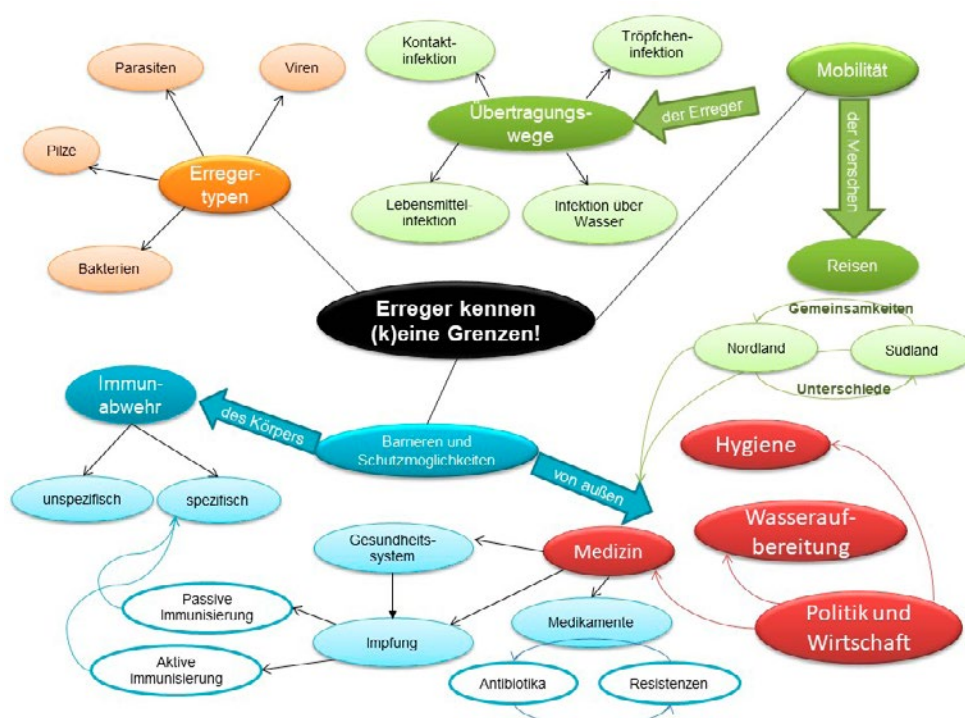 Kontakt-
infektion
Tröpfchen-
infektion
Parasiten
Viren
Mobilität
Übertragungs-
wege
der Erreger
Pilze
Erreger-
typen
der Menschen
Lebensmittel-
infektion
Infektion über
Wasser
Bakterien
Reisen
Erreger kennen
(k)eine Grenzen!
Gemeinsamkeiten
Nordland
Südland
Unterschiede
Immun-
abwehr
des Körpers
Barrieren und
Schutzmöglichkeiten
von außen
Hygiene
unspezifisch
spezifisch
Wasserauf-
bereitung
Gesundheits-
system
Medizin
Passive
Immunisierung
Impfung
Medikamente
Politik und
Wirtschaft
Aktive
Immunisierung
Antibiotika
Resistenzen